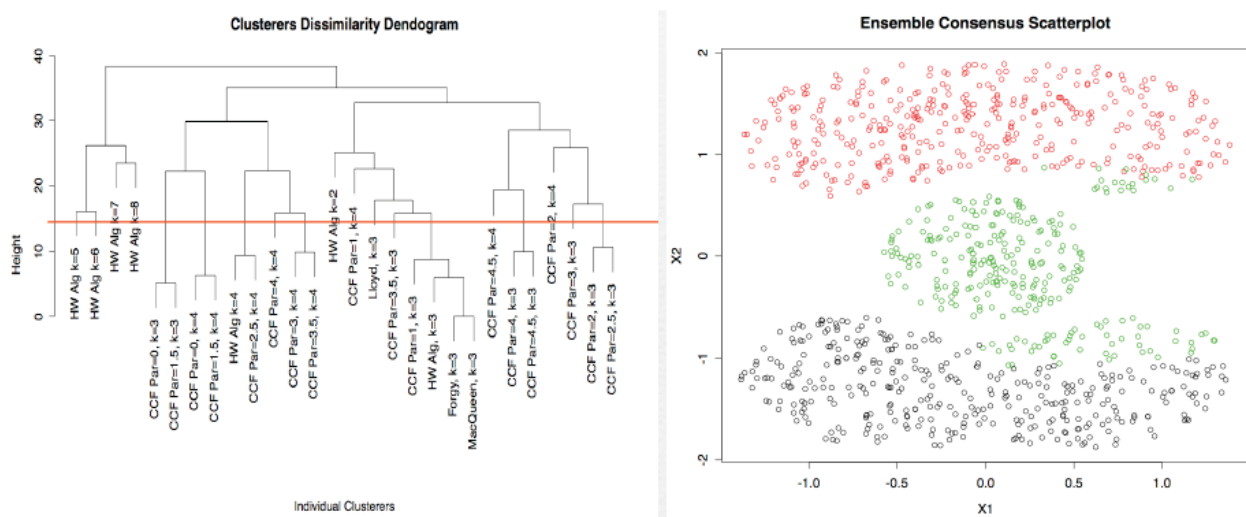 Clusterers Dissimilarity Dendogram
Height
40
30
20
10
0
HW Alg k=5
HW Alg k=6
HW Alg k=7
HW Alg k=8
CCF Par=0, k=3
CCF Par=1.5, k=3
CCF Par=0, k=4
CCF Par=1.5, k=4
HW Alg k=4
CCF Par=2.5, k=4
CCF Par=4, k=4
CCF Par=3, k=4
CCF Par=3.5, k=4
HW Alg k=2
CCF Par=1, k=4
Lloyd, k=3
CCF Par=3.5, k=3
CCF Par=1, k=3
HW Alg, k=3
Forgy, k=3
MacQueen, k=3
CCF Par=4.5, k=4
CCF Par=4, k=3
CCF Par=4.5, k=3
CCF Par=2, k=4
CCF Par=3, k=3
CCF Par=2, k=3
CCF Par=2.5, k=3
Individual Clusterers
Ensemble Consensus Scatterplot
X2
2
1
0
-1
-2
-1.0
-0.5
0.0
0.5
1.0
X1